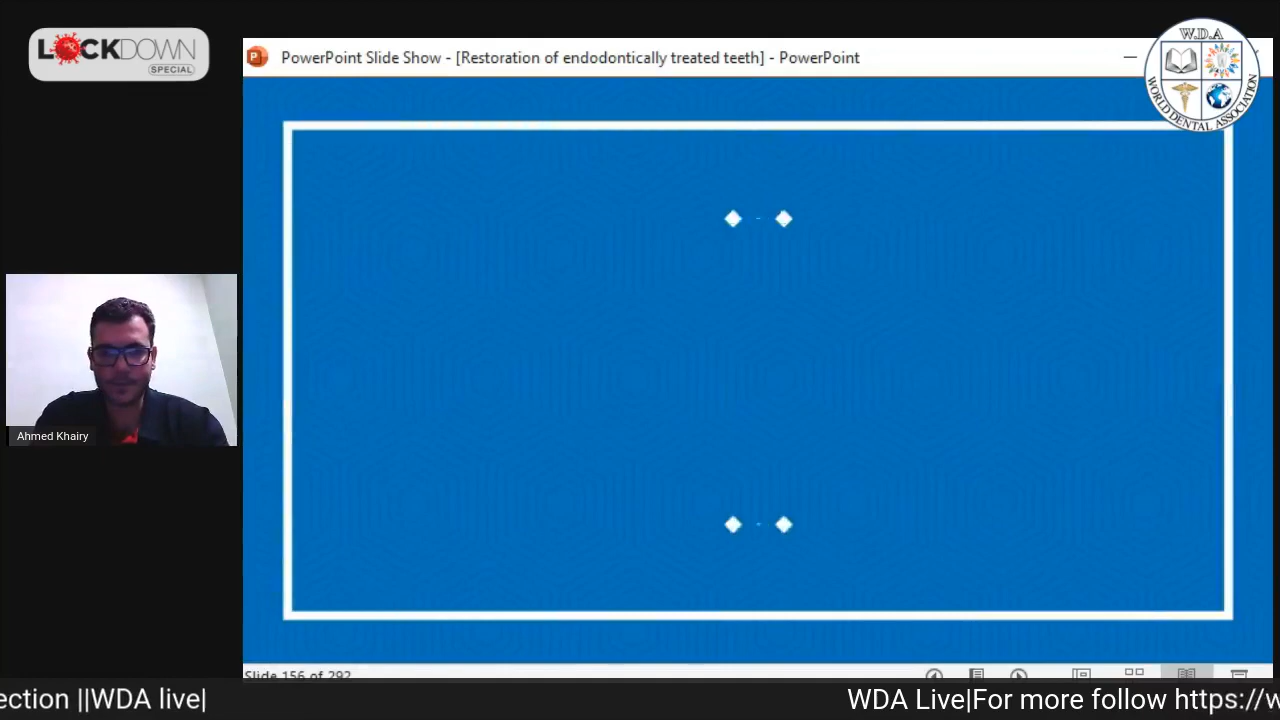 LOCKDOWN
SPECIAL
PowerPoint Slide Show - [Restoration of endodontically treated teeth] - PowerPoint
W.D.A
WORLD DENTAL ASSOCIATION
Ahmed Khairy
Slide 156 of 292
ection ||WDA live|
WDA Live|For more follow https://w